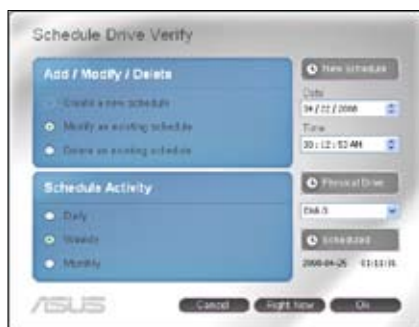 Schedule Drive Verify
Add / Modify / Delete
Create a new schedule
Modify an existing schedule
Delete an existing schedule
New Schedule
Date
Time
Schedule Activity
Daily
Weekly
Monthly
Physical Drive
Scheduled
ASUS
Cancel
Right Now
Ok